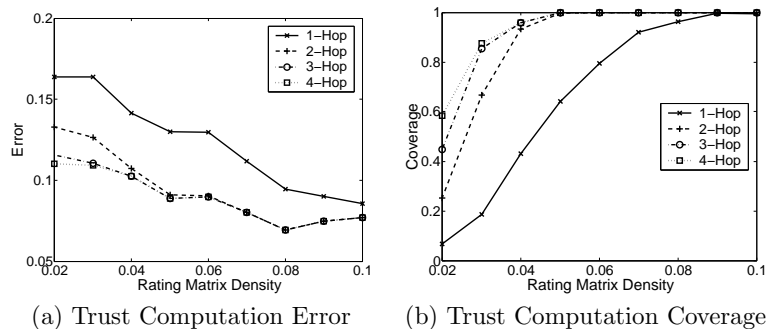 0.2
0.15
0.1
0.05
Error
1−Hop
2−Hop
3−Hop
4−Hop
0.02
0.04
0.06
0.08
0.1
Rating Matrix Density
(a) Trust Computation Error
1
0.8
0.6
0.4
0.2
0
Coverage
1−Hop
2−Hop
3−Hop
4−Hop
0.02
0.04
0.06
0.08
0.1
Rating Matrix Density
(b) Trust Computation Coverage